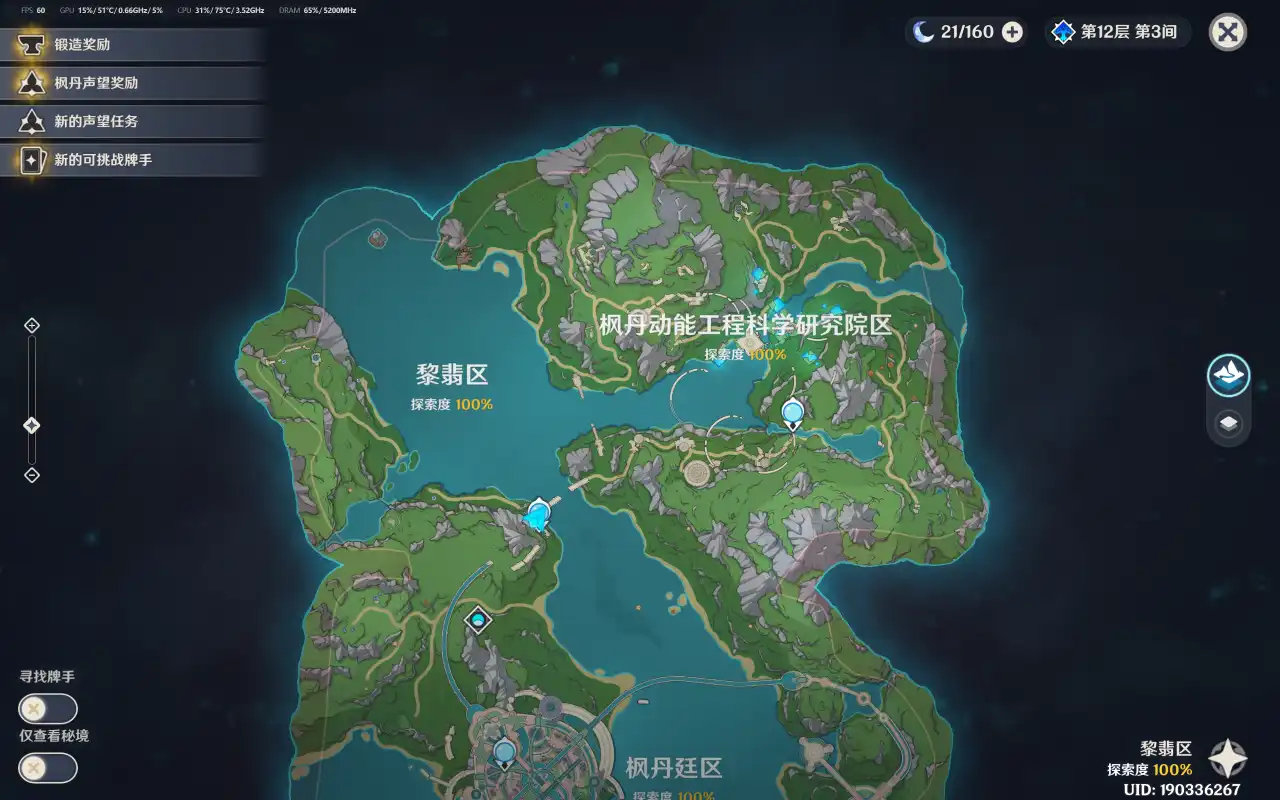 FPS 60 GPU 15%/ 51°C/ 0.66GHz/ 5% CPU 31%/ 75°C/ 3.52GHz DRAM 65%/ 5200MHz
21/160
第12层 第3间
锻造奖励
枫丹声望奖励
新的声望任务
新的可挑战牌手
枫丹动能工程科学研究院区
探索度 100%
黎翡区
探索度 100%
寻找牌手
仅查看秘境
枫丹廷区
探索度 100%
黎翡区
探索度 100%
UID: 190336267